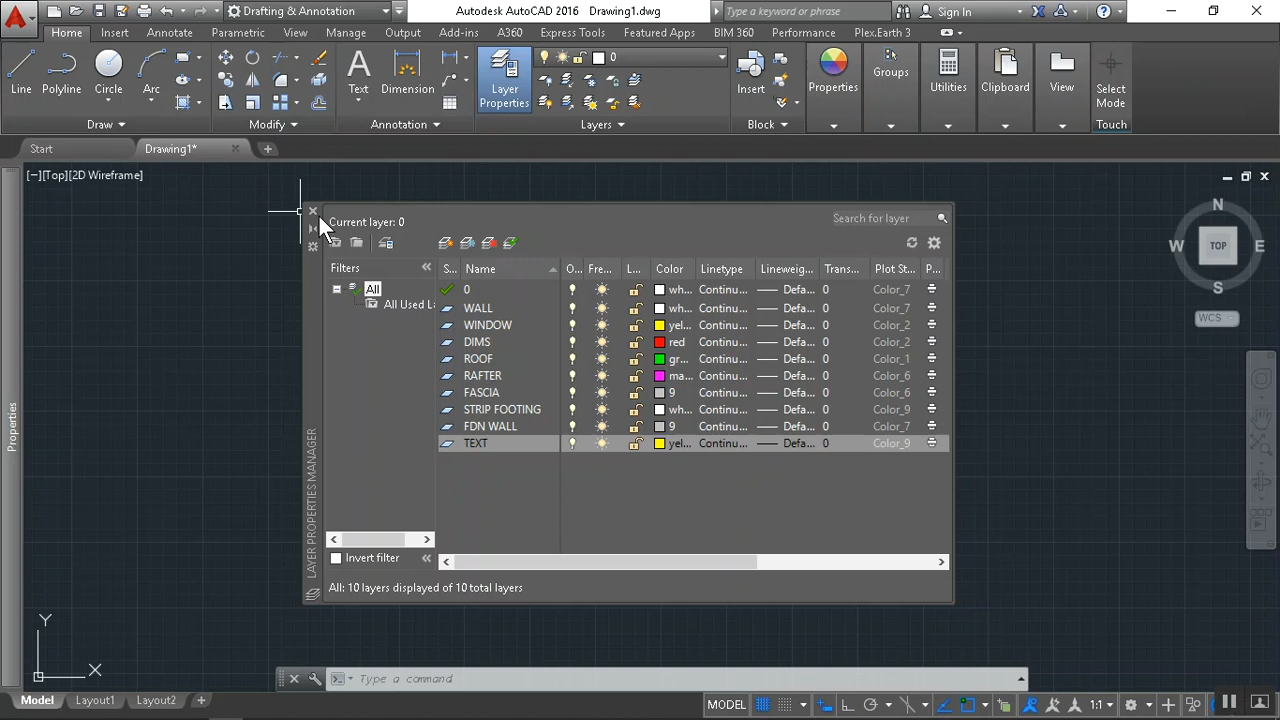 Drafting & Annotation Autodesk AutoCAD 2016 Drawing1.dwg Type a keyword or phrase Sign In
Home Insert Annotate Parametric View Manage Output Add-ins A360 Express Tools Featured Apps BIM 360 Performance Plex.Earth 3
0
Line Polyline Circle Arc Text Dimension Layer Properties Insert Properties Groups Utilities Clipboard View Select Mode
Draw Modify Annotation Layers Block Touch
Start Drawing1*
[−][Top][2D Wireframe]
N
W TOP E
S
WCS
Properties
LAYER PROPERTIES MANAGER
Current layer: 0 Search for layer
Filters S... Name O... Fre... L... Color Linetype Lineweig... Trans... Plot St... P...
All
All Used La
0 wh... Continu... Defa... 0 Color_7
WALL wh... Continu... Defa... 0 Color_7
WINDOW yel... Continu... Defa... 0 Color_2
DIMS red Continu... Defa... 0 Color_2
ROOF gr... Continu... Defa... 0 Color_1
RAFTER ma... Continu... Defa... 0 Color_6
FASCIA 9 Continu... Defa... 0 Color_6
STRIP FOOTING wh... Continu... Defa... 0 Color_9
FDN WALL 9 Continu... Defa... 0 Color_7
TEXT yel... Continu... Defa... 0 Color_9
Invert filter
All: 10 layers displayed of 10 total layers
Y
X
Type a command
Model Layout1 Layout2 MODEL 1:1